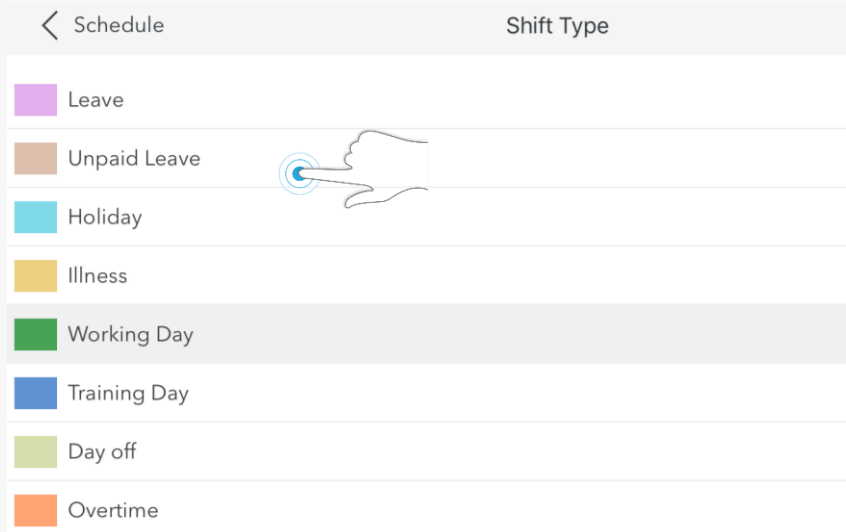 Schedule
Shift Type
Leave
Unpaid Leave
Holiday
Illness
Working Day
Training Day
Day off
Overtime